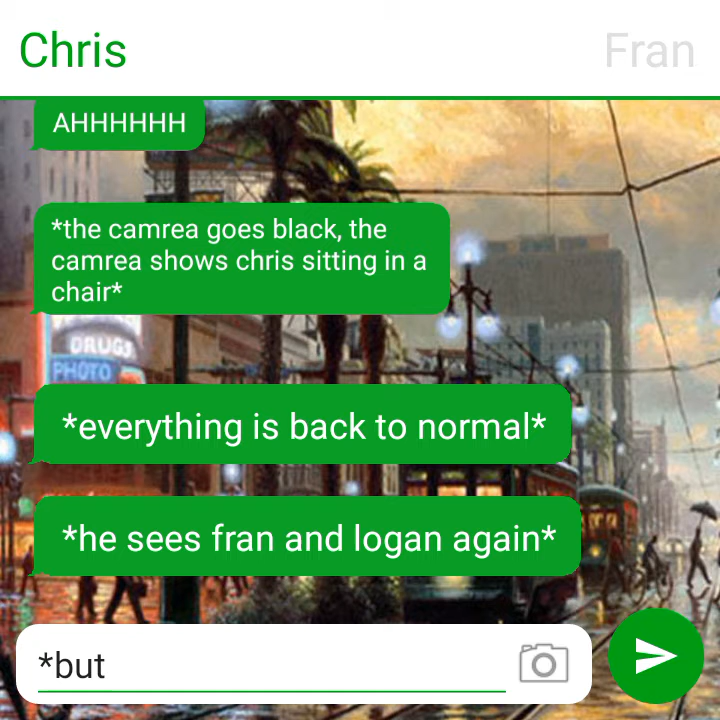 Chris
Fran
AHHHHHH
*the camrea goes black, the
camrea shows chris sitting in a
chair*
DRUGS
PHOTO
*everything is back to normal*
*he sees fran and logan again*
*but